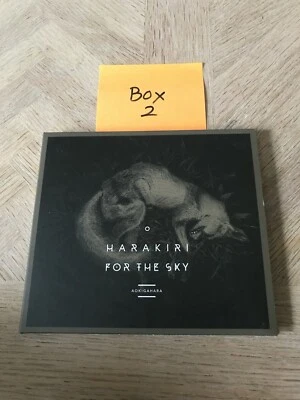 Box
2
HARAKIRI
FOR THE SKY
AOKIGAHARA